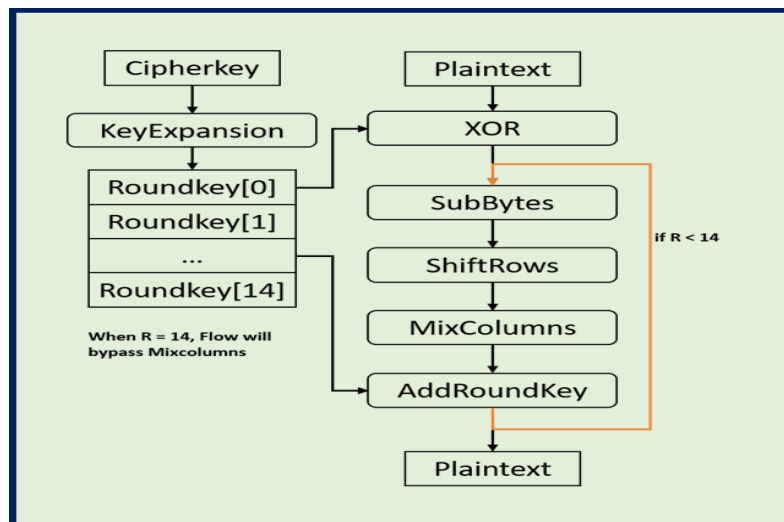 Cipherkey
KeyExpansion
Roundkey[0]
Roundkey[1]
...
Roundkey[14]
When R = 14, Flow will
bypass Mixcolumns
Plaintext
XOR
SubBytes
ShiftRows
MixColumns
AddRoundKey
Plaintext
if R < 14